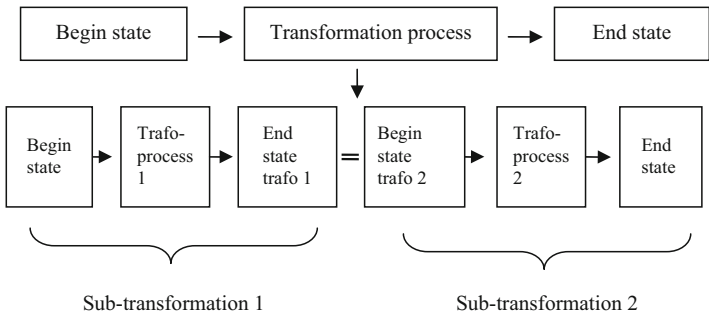 Begin state
Transformation process
End state
Begin
state
Trafo-
process
1
End
state
trafo 1
=
Begin
state
trafo 2
Trafo-
process
2
End
state
Sub-transformation 1
Sub-transformation 2